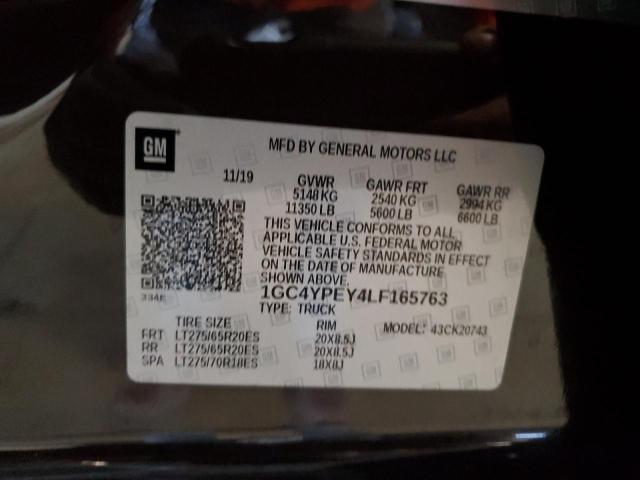 GM
MFD BY GENERAL MOTORS LLC
11/19 GVWR GAWR FRT GAWR RR
5148 KG 2540 KG 2994 KG
11350 LB 5600 LB 6600 LB
THIS VEHICLE CONFORMS TO ALL
APPLICABLE U.S. FEDERAL MOTOR
VEHICLE SAFETY STANDARDS IN EFFECT
ON THE DATE OF MANUFACTURE
SHOWN ABOVE.
334F
1GC4YPEY4LF165763
TYPE: TRUCK
TIRE SIZE RIM MODEL: 43CK20743
FRT LT275/65R20ES 20X8.5J
RR LT275/65R20ES 20X8.5J
SPA LT275/70R18ES 18X8J